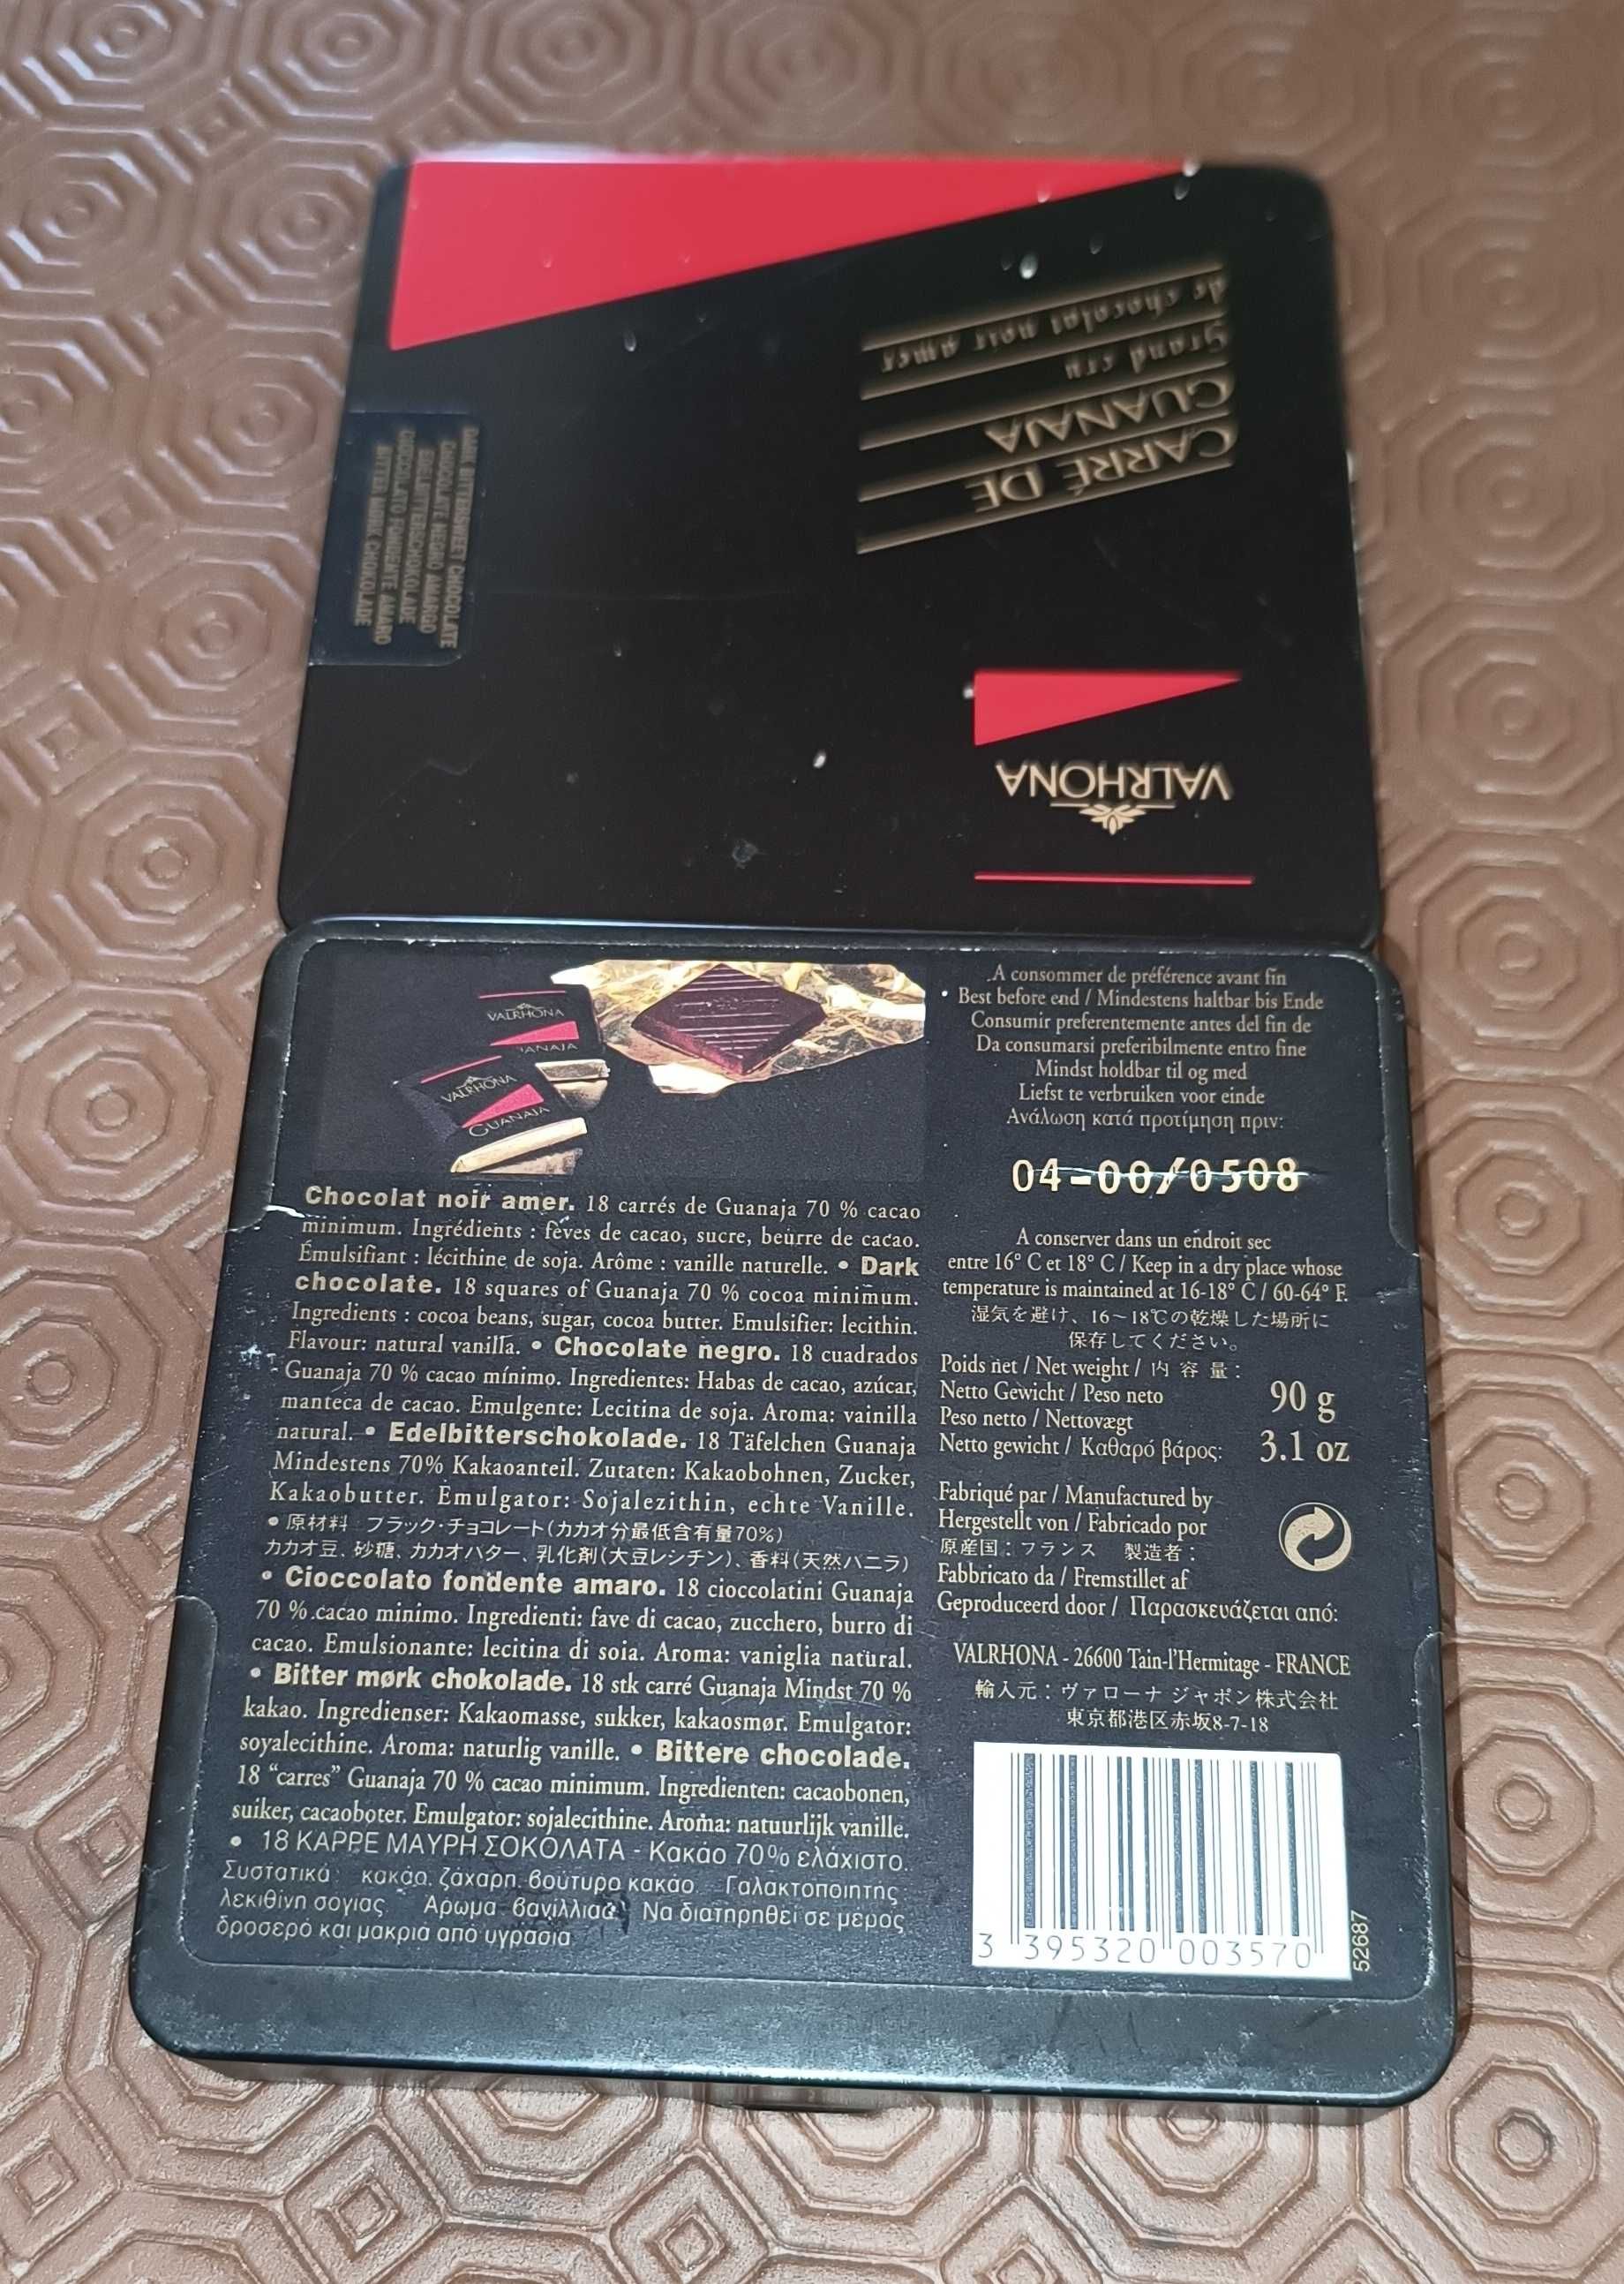 de chocolat noir amer
Grand cru
GUANAJA
CARRÉ DE
DARK BITTERSWEET CHOCOLATE
CHOCOLATE NEGRO AMARGO
EDELBITTERSCHOKOLADE
CIOCCOLATO FONDENTE AMARO
BITTER MØRK CHOKOLADE
VALRHONA
VALRHONA
UANAJA
VALRHONA
GUANAJA
Chocolat noir amer. 18 carrés de Guanaja 70 % cacao
minimum. Ingrédients : fèves de cacao, sucre, beurre de cacao.
Émulsifiant : lécithine de soja. Arôme : vanille naturelle. • Dark
chocolate. 18 squares of Guanaja 70 % cocoa minimum.
Ingredients : cocoa beans, sugar, cocoa butter. Emulsifier: lecithin.
Flavour: natural vanilla. • Chocolate negro. 18 cuadrados
Guanaja 70 % cacao mínimo. Ingredientes: Habas de cacao, azúcar,
manteca de cacao. Emulgente: Lecitina de soja. Aroma: vainilla
natural. • Edelbitterschokolade. 18 Täfelchen Guanaja
Mindestens 70% Kakaoanteil. Zutaten: Kakaobohnen, Zucker,
Kakaobutter. Emulgator: Sojalezithin, echte Vanille.
• 原材料 ブラック・チョコレート(カカオ分最低含有量70%)
カカオ豆、砂糖、カカオバター、乳化剤(大豆レシチン)、香料(天然バニラ)
• Cioccolato fondente amaro. 18 cioccolatini Guanaja
70 % cacao minimo. Ingredienti: fave di cacao, zucchero, burro di
cacao. Emulsionante: lecitina di soia. Aroma: vaniglia natural.
• Bitter mørk chokolade. 18 stk carré Guanaja Mindst 70 %
kakao. Ingredienser: Kakaomasse, sukker, kakaosmør. Emulgator:
soyalecithine. Aroma: naturlig vanille. • Bittere chocolade.
18 “carres” Guanaja 70 % cacao minimum. Ingredienten: cacaobonen,
suiker, cacaoboter. Emulgator: sojalecithine. Aroma: natuurlijk vanille.
• 18 ΚΑΡΡΕ ΜΑΥΡΗ ΣΟΚΟΛΑΤΑ - Κακάο 70% ελάχιστο.
Συστατικά: κακάο, ζάχαρη, βούτυρο κακάο. Γαλακτοποιητής
λεκιθίνη σόγιας Άρωμα βανίλλιας Να διατηρηθεί σε μέρος
δροσερό και μακριά από υγρασία
A consommer de préférence avant fin
Best before end / Mindestens haltbar bis Ende
Consumir preferentemente antes del fin de
Da consumarsi preferibilmente entro fine
Mindst holdbar til og med
Liefst te verbruiken voor einde
Ανάλωση κατά προτίμηση πριν:
04-00/0508
A conserver dans un endroit sec
entre 16° C et 18° C / Keep in a dry place whose
temperature is maintained at 16-18° C / 60-64° F.
湿気を避け、16～18℃の乾燥した場所に
保存してください。
Poids net / Net weight / 内 容 量 :
Netto Gewicht / Peso neto
Peso netto / Nettovægt
Netto gewicht / Καθαρό βάρος:
90 g
3.1 oz
Fabriqué par / Manufactured by
Hergestellt von / Fabricado por
原産国 : フランス 製造者 :
Fabbricato da / Fremstillet af
Geproduceerd door / Παρασκευάζεται από:
VALRHONA - 26600 Tain-l'Hermitage - FRANCE
輸入元 : ヴァローナ ジャポン株式会社
東京都港区赤坂8-7-18
3 395320 003570
52687